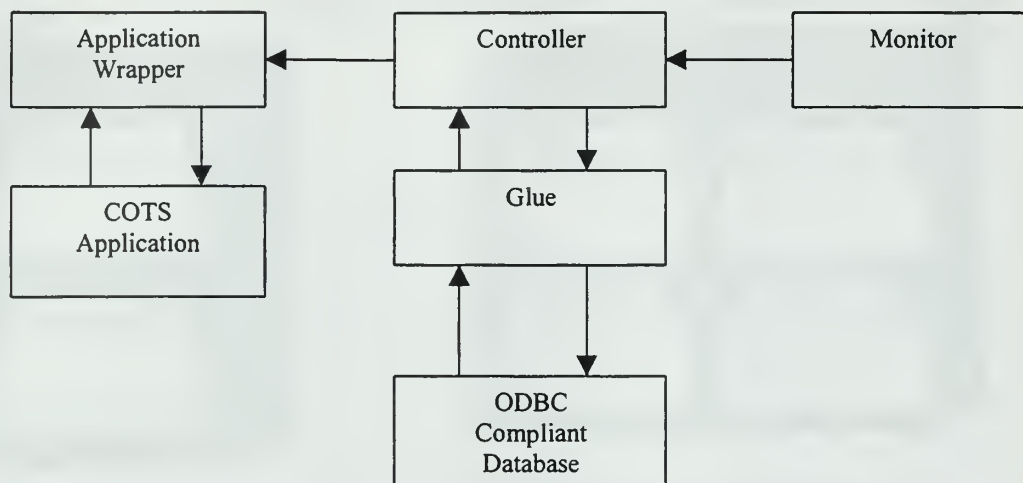 Application
Wrapper
Controller
Monitor
COTS
Application
Glue
ODBC
Compliant
Database